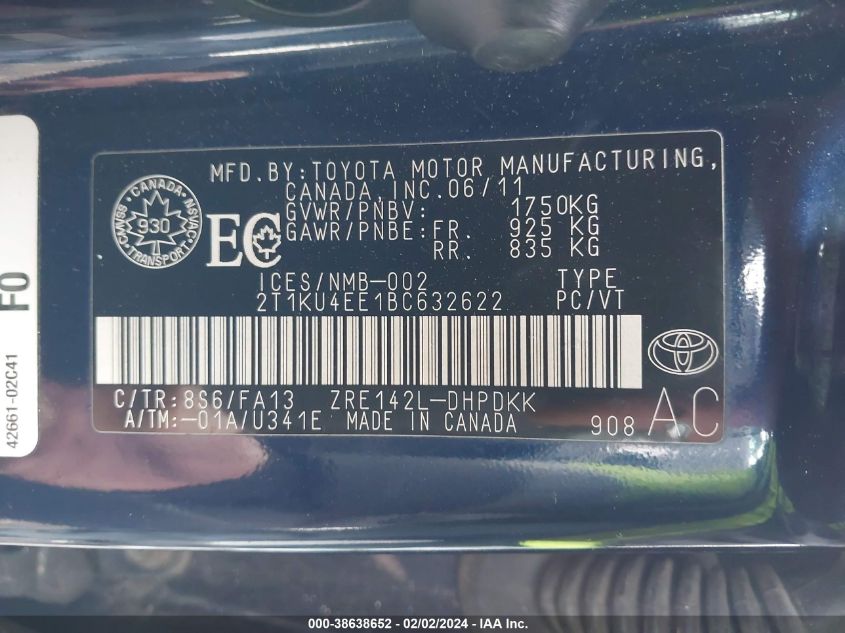 MFD.BY:TOYOTA MOTOR MANUFACTURING,
CANADA,INC.06/11
GVWR/PNBV: 1750KG
GAWR/PNBE:FR. 925 KG
RR. 835 KG
CANADA
CMVSS NSVAC
930
TRANSPORT
EC
ICES/NMB-002 TYPE
2T1KU4EE1BC632622 PC/VT
C/TR:8S6/FA13 ZRE142L-DHPDKK
A/TM:-01A/U341E MADE IN CANADA
908 AC
F0
42661-02C41
000-38638652 - 02/02/2024 - IAA Inc.